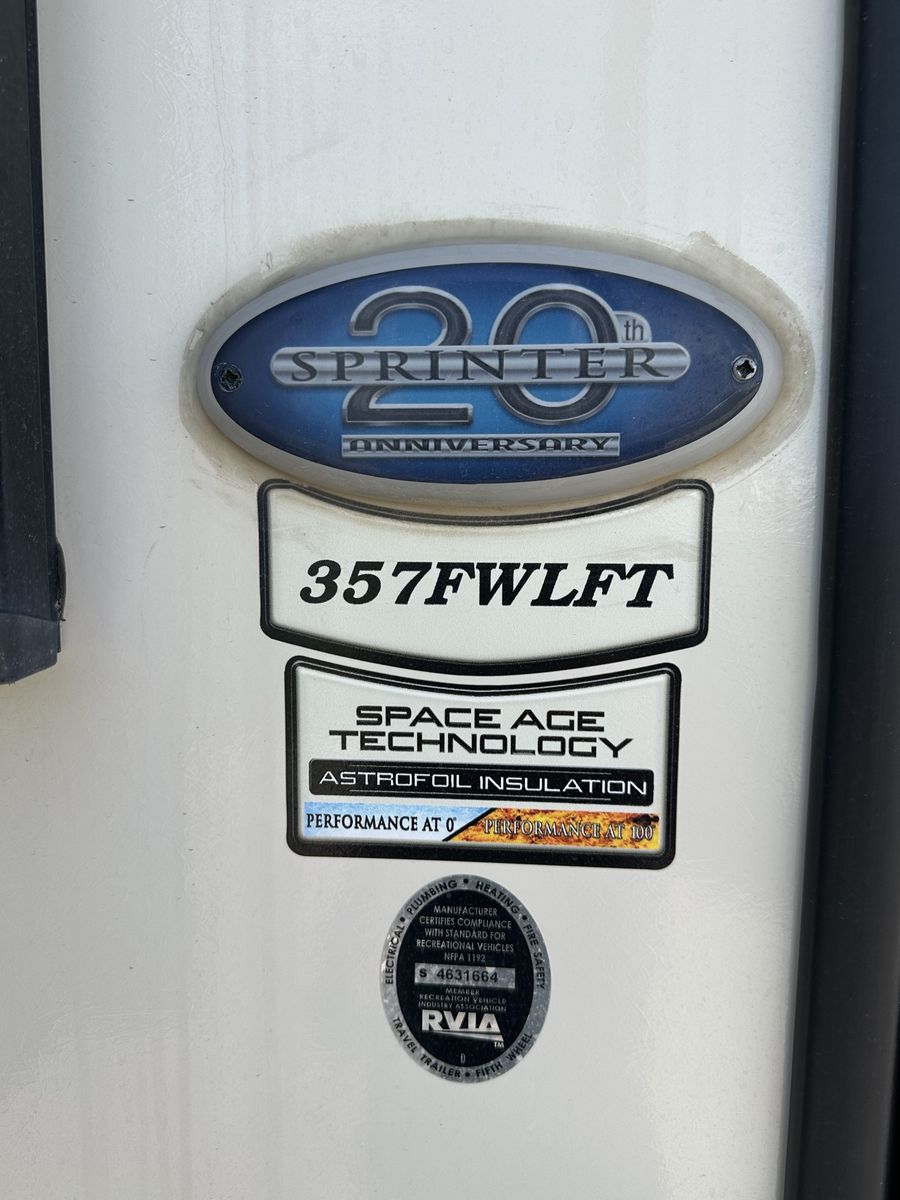 20th
SPRINTER
ANNIVERSARY
357FWLFT
SPACE AGE
TECHNOLOGY
ASTROFOIL INSULATION
PERFORMANCE AT 0° PERFORMANCE AT 100°
ELECTRICAL • PLUMBING • HEATING • FIRE SAFETY
MANUFACTURER
CERTIFIES COMPLIANCE
WITH STANDARD FOR
RECREATIONAL VEHICLES
NFPA 1192
S 4631664
MEMBER
RECREATION VEHICLE
INDUSTRY ASSOCIATION
RVIA
TM
0
TRAVEL TRAILER • FIFTH WHEEL